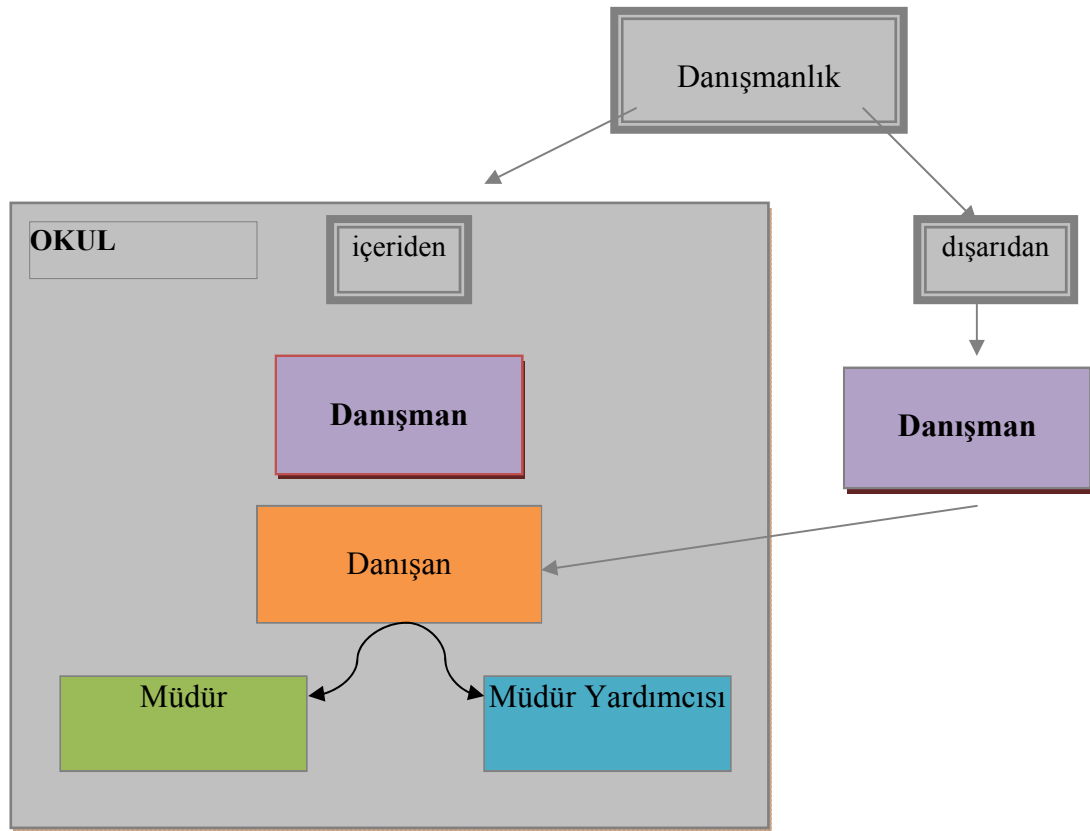 Danışmanlık
OKUL
içeriden
dışarıdan
Danışman
Danışman
Danışan
Müdür
Müdür Yardımcısı